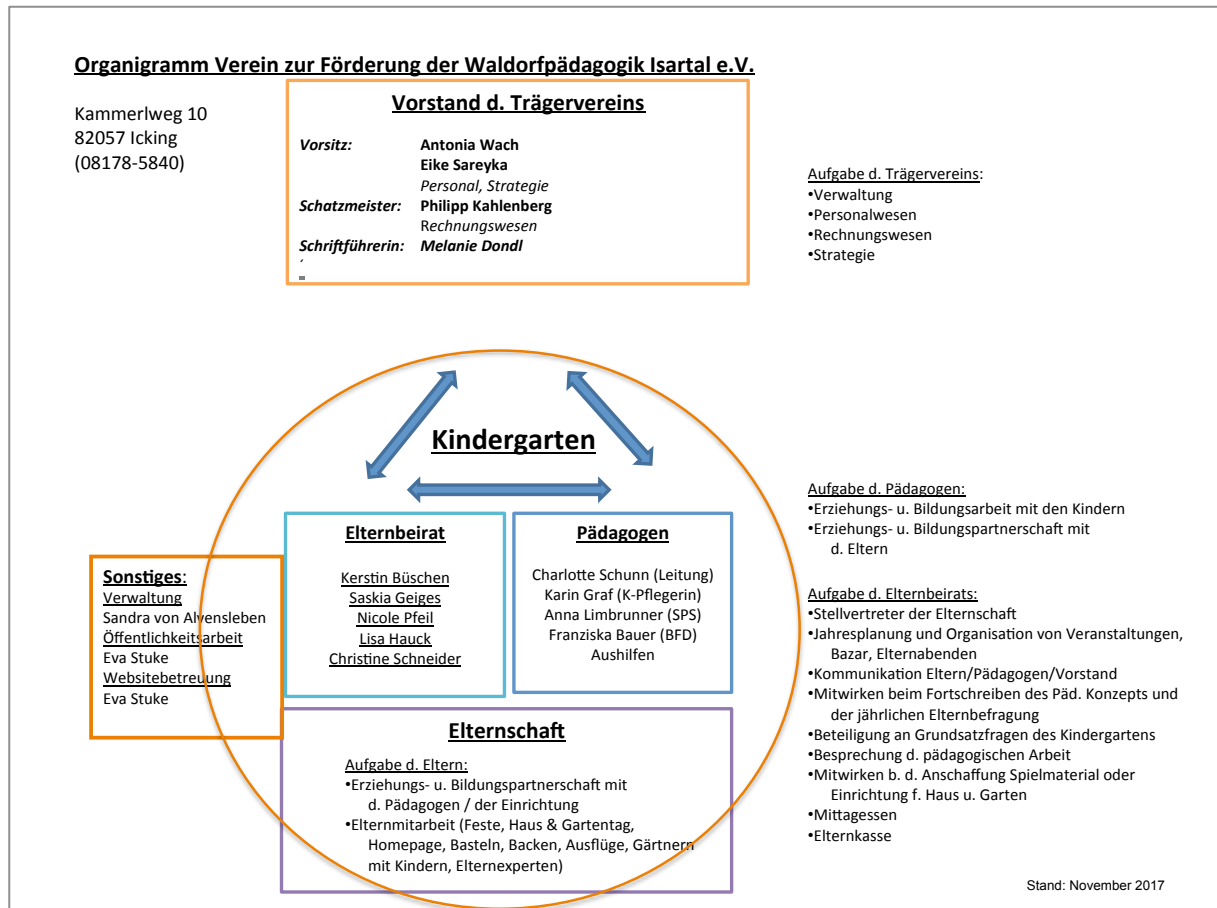 Organigramm Verein zur Förderung der Waldorfpädagogik Isartal e.V.
Kammerlweg 10
82057 Icking
(08178-5840)
Vorstand d. Trägervereins
Vorsitz: Antonia Wach
Eike Sareyka
Personal, Strategie
Schatzmeister: Philipp Kahlenberg
Rechnungswesen
Schriftführerin: Melanie Dondl
Aufgabe d. Trägervereins:
•Verwaltung
•Personalwesen
•Rechnungswesen
•Strategie
Kindergarten
Elternbeirat
Kerstin Büschen
Saskia Geiges
Nicole Pfeil
Lisa Hauck
Christine Schneider
Pädagogen
Charlotte Schunn (Leitung)
Karin Graf (K-Pflegerin)
Anna Limbrunner (SPS)
Franziska Bauer (BFD)
Aushilfen
Sonstiges:
Verwaltung
Sandra von Alvensleben
Öffentlichkeitsarbeit
Eva Stuke
Websitebetreuung
Eva Stuke
Elternschaft
Aufgabe d. Eltern:
•Erziehungs- u. Bildungspartnerschaft mit
d. Pädagogen / der Einrichtung
•Elternmitarbeit (Feste, Haus & Gartentag,
Homepage, Basteln, Backen, Ausflüge, Gärtnern
mit Kindern, Elternexperten)
Aufgabe d. Pädagogen:
•Erziehungs- u. Bildungsarbeit mit den Kindern
•Erziehungs- u. Bildungspartnerschaft mit
d. Eltern
Aufgabe d. Elternbeirats:
•Stellvertreter der Elternschaft
•Jahresplanung und Organisation von Veranstaltungen,
Bazar, Elternabenden
•Kommunikation Eltern/Pädagogen/Vorstand
•Mitwirken beim Fortschreiben des Päd. Konzepts und
der jährlichen Elternbefragung
•Beteiligung an Grundsatzfragen des Kindergartens
•Besprechung d. pädagogischen Arbeit
•Mitwirken b. d. Anschaffung Spielmaterial oder
Einrichtung f. Haus u. Garten
•Mittagessen
•Elternkasse
Stand: November 2017